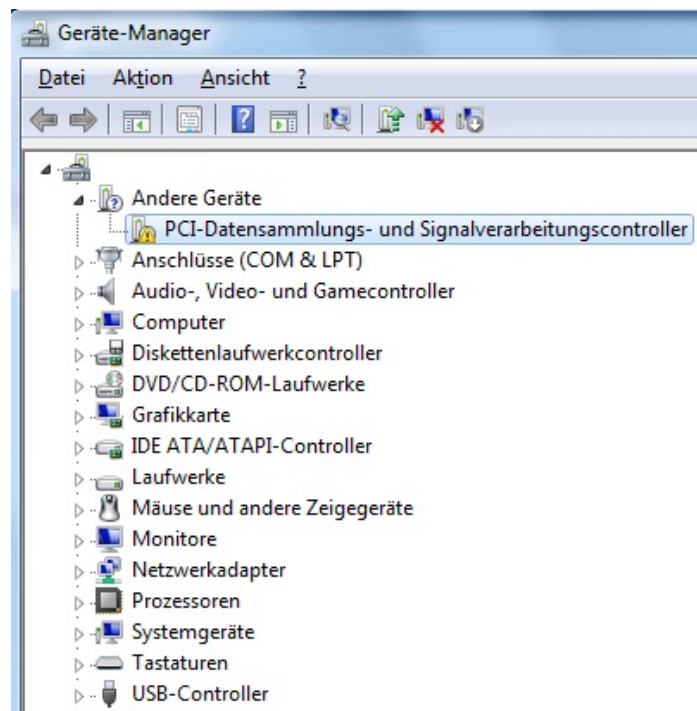 Geräte-Manager
Datei Aktion Ansicht ?
Andere Geräte
PCI-Datensammlungs- und Signalverarbeitungscontroller
Anschlüsse (COM & LPT)
Audio-, Video- und Gamecontroller
Computer
Diskettenlaufwerkcontroller
DVD/CD-ROM-Laufwerke
Grafikkarte
IDE ATA/ATAPI-Controller
Laufwerke
Mäuse und andere Zeigegeräte
Monitore
Netzwerkadapter
Prozessoren
Systemgeräte
Tastaturen
USB-Controller